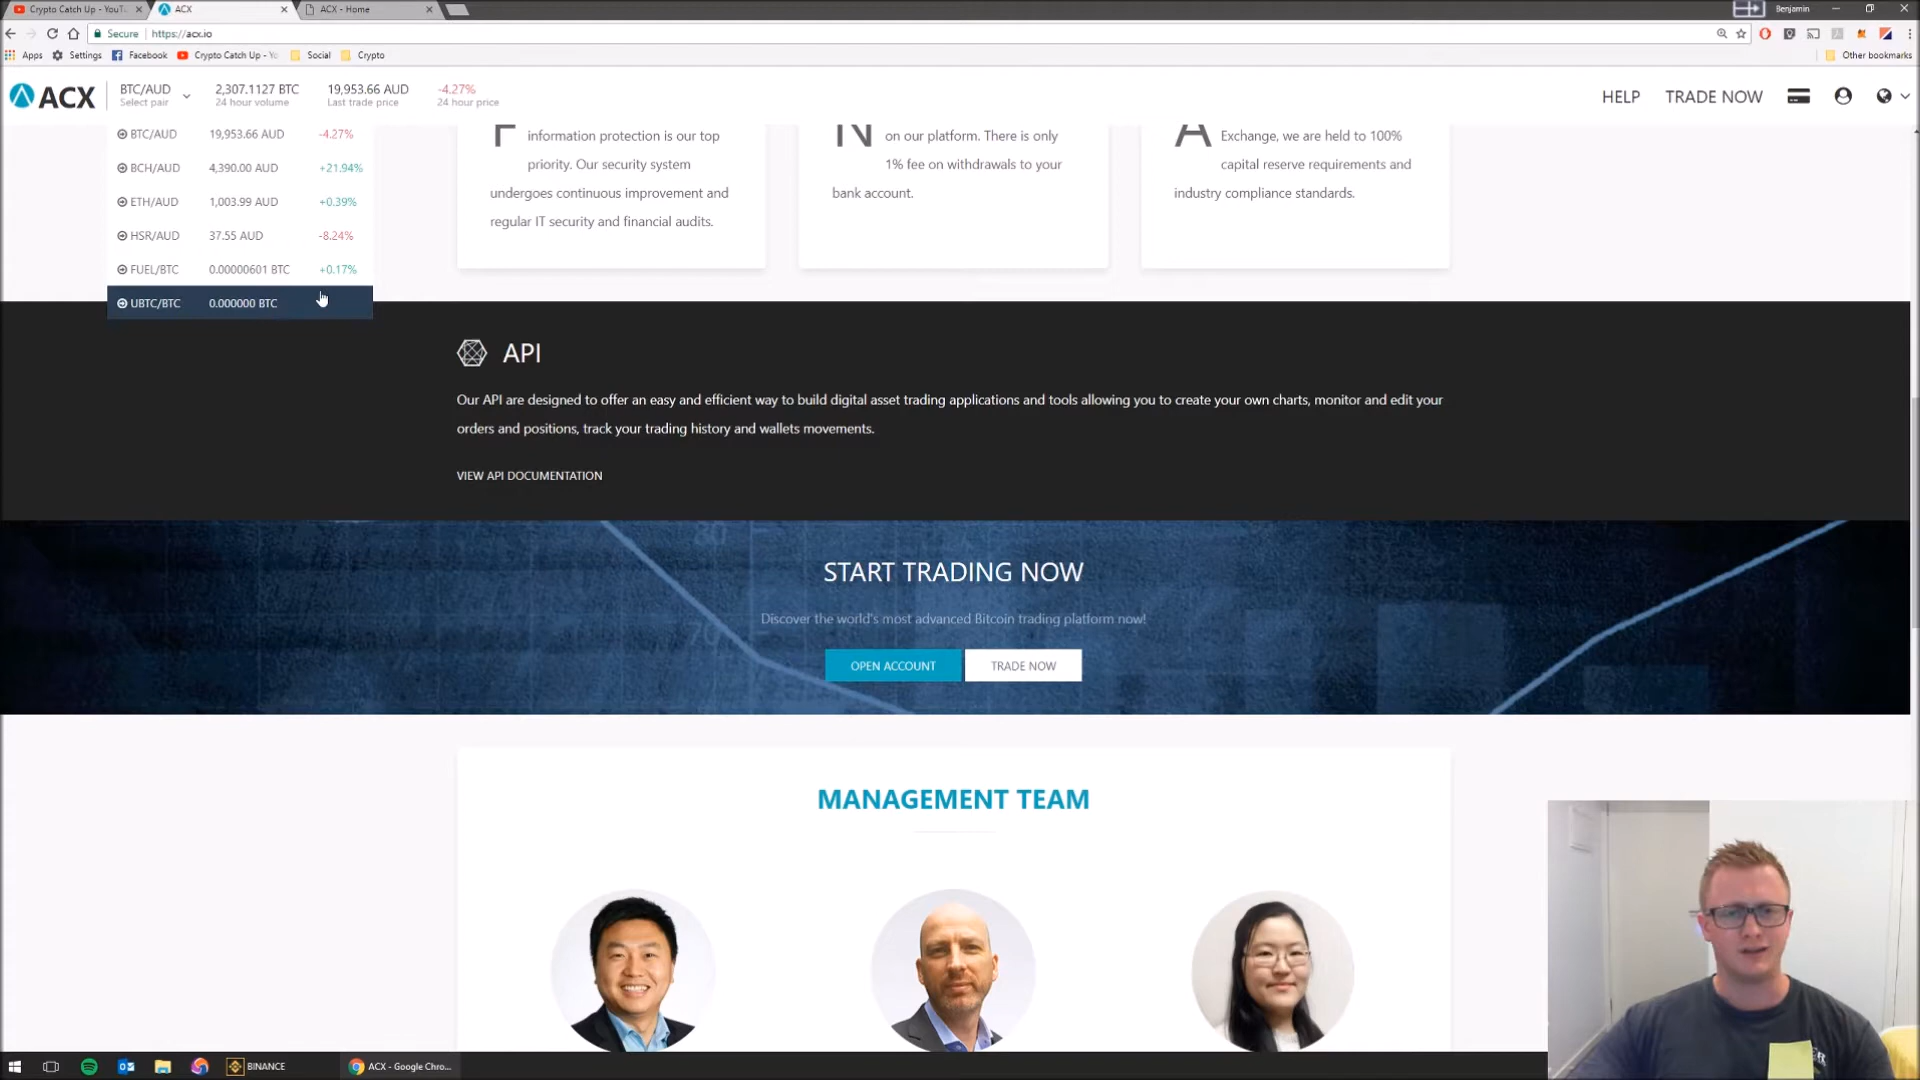 Crypto Catch Up - YouTu
ACX
ACX - Home
Benjamin
Secure
https://acx.io
Apps
Settings
Facebook
Crypto Catch Up - Yo
Social
Crypto
Other bookmarks
ACX
BTC/AUD
Select pair
2,307.1127 BTC
24 hour volume
19,953.66 AUD
Last trade price
-4.27%
24 hour price
HELP
TRADE NOW
BTC/AUD 19,953.66 AUD -4.27%
BCH/AUD 4,390.00 AUD +21.94%
ETH/AUD 1,003.99 AUD +0.39%
HSR/AUD 37.55 AUD -8.24%
FUEL/BTC 0.00000601 BTC +0.17%
UBTC/BTC 0.000000 BTC
F information protection is our top
priority. Our security system
undergoes continuous improvement and
regular IT security and financial audits.
N on our platform. There is only
1% fee on withdrawals to your
bank account.
A Exchange, we are held to 100%
capital reserve requirements and
industry compliance standards.
API
Our API are designed to offer an easy and efficient way to build digital asset trading applications and tools allowing you to create your own charts, monitor and edit your
orders and positions, track your trading history and wallets movements.
VIEW API DOCUMENTATION
START TRADING NOW
Discover the world's most advanced Bitcoin trading platform now!
OPEN ACCOUNT
TRADE NOW
MANAGEMENT TEAM
BINANCE
ACX - Google Chro...